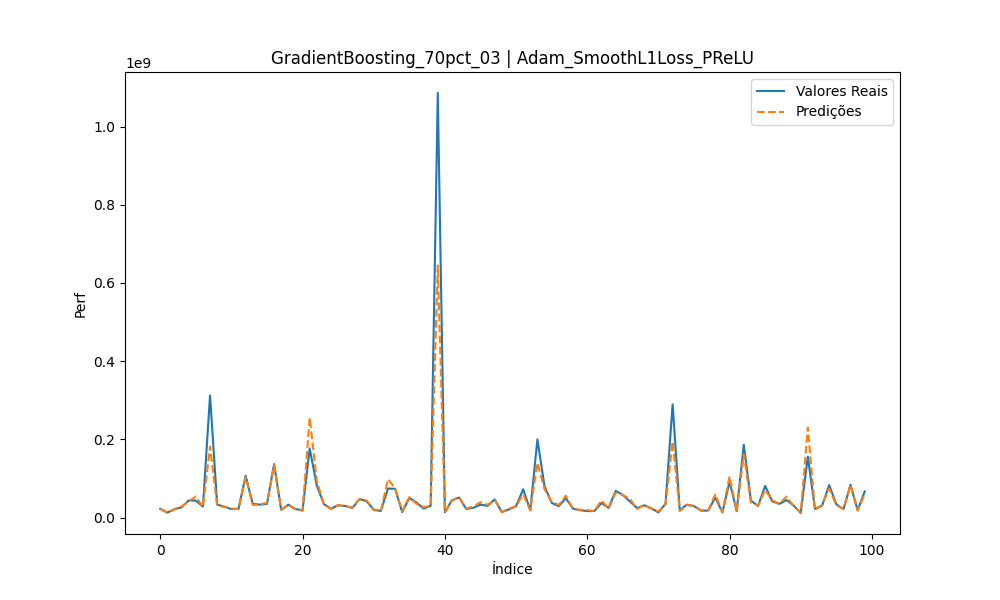 GradientBoosting_70pct_03 | Adam_SmoothL1Loss_PReLU
1e9
Valores Reais
Predições
1.0
0.8
0.6
0.4
0.2
0.0
Perf
0 20 40 60 80 100
Índice